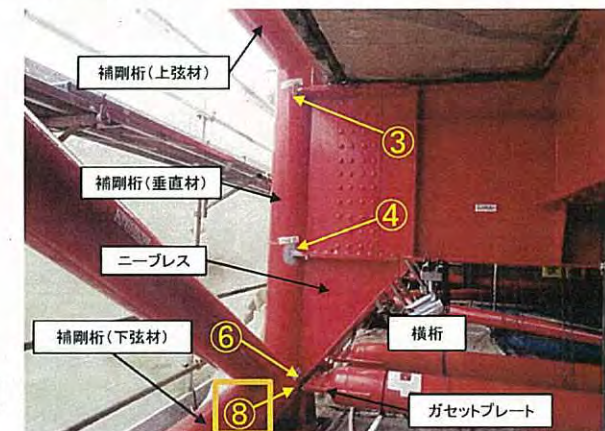 補剛桁(上弦材)
③
補剛桁(垂直材)
④
ニーブレス
横桁
補剛桁(下弦材)
⑥
⑧
ガセットプレート